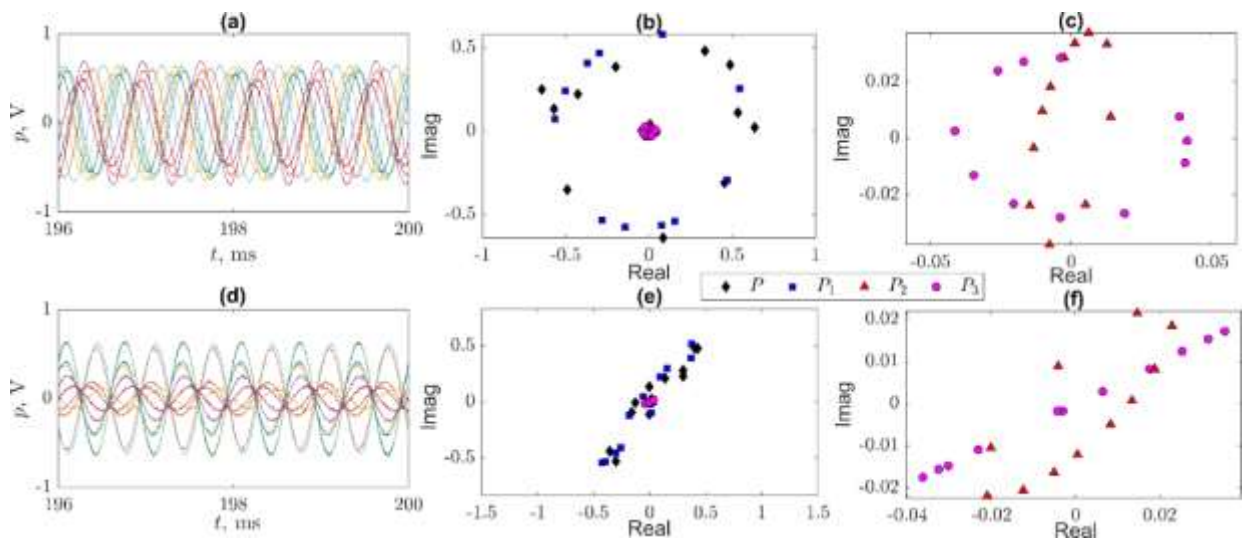 (a)
1
0
-1
p, V
196
198
200
t, ms
(b)
0.5
0
-0.5
Imag
-1
-0.5
0
0.5
1
Real
(c)
0.02
0
-0.02
Imag
-0.05
0
0.05
Real
P P1 P2 P3
(d)
1
0
-1
p, V
196
198
200
t, ms
(e)
0.5
0
-0.5
Imag
-1.5
-1
-0.5
0
0.5
1
1.5
Real
(f)
0.02
0.01
0
-0.01
-0.02
Imag
-0.04
-0.02
0
0.02
Real